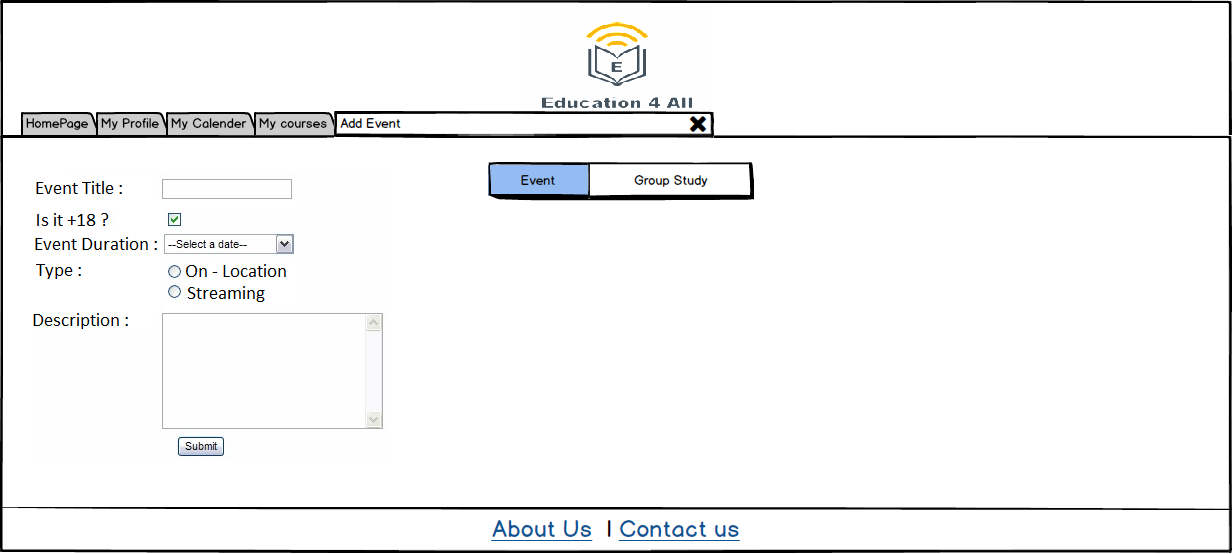 E
Education 4 All
HomePage My Profile My Calender My courses Add Event
Event Group Study
Event Title :
Is it +18 ?
Event Duration : --Select a date--
Type : On - Location
Streaming
Description :
Submit
About Us | Contact us